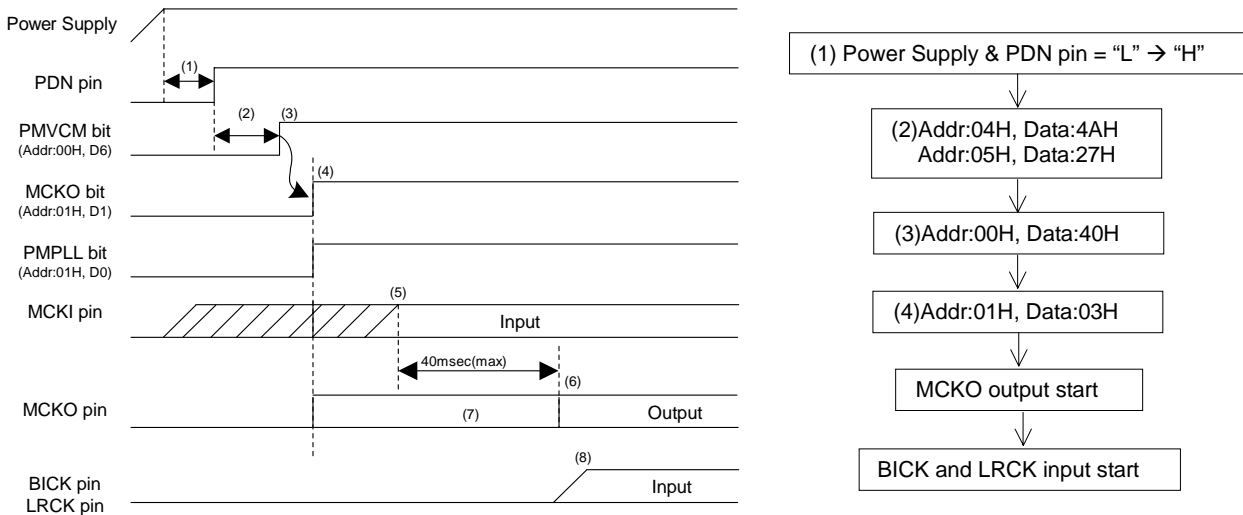 Power Supply
(1)
PDN pin
(2)
(3)
PMVCM bit
(Addr:00H, D6)
(4)
MCKO bit
(Addr:01H, D1)
PMPLL bit
(Addr:01H, D0)
(5)
MCKI pin
Input
40msec(max)
(6)
MCKO pin
(7)
Output
(8)
BICK pin
LRCK pin
Input
(1) Power Supply & PDN pin = “L” → “H”
(2)Addr:04H, Data:4AH
Addr:05H, Data:27H
(3)Addr:00H, Data:40H
(4)Addr:01H, Data:03H
MCKO output start
BICK and LRCK input start